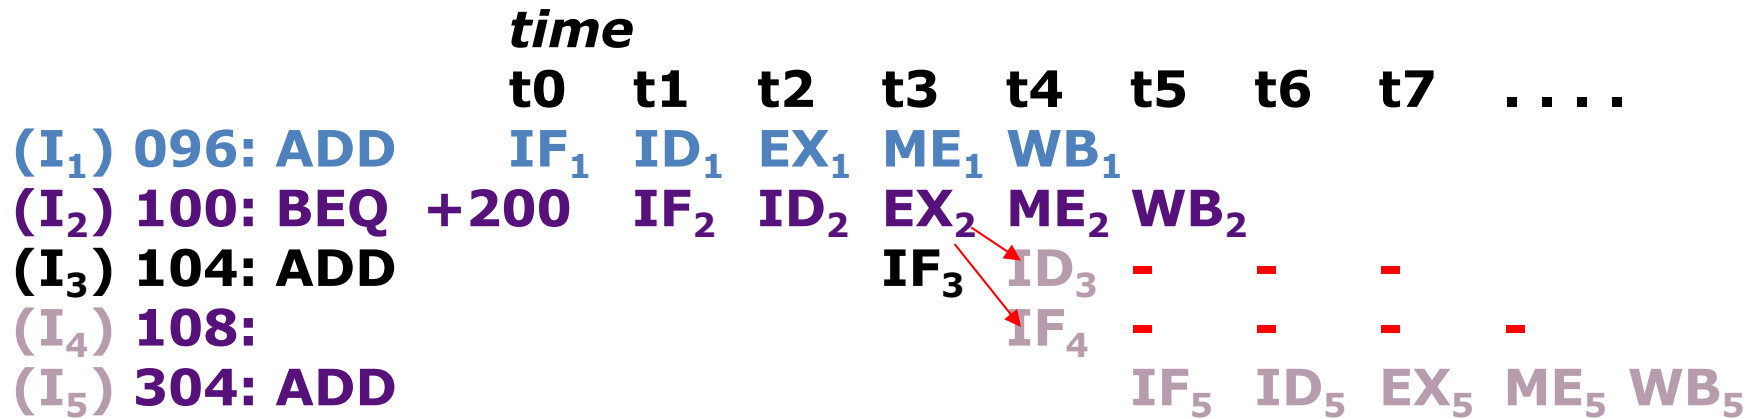 time
t0 t1 t2 t3 t4 t5 t6 t7 . . . .
(I₁) 096: ADD IF₁ ID₁ EX₁ ME₁ WB₁
(I₂) 100: BEQ +200 IF₂ ID₂ EX₂ ME₂ WB₂
(I₃) 104: ADD IF₃ ID₃ - - -
(I₄) 108: IF₄ - - - -
(I₅) 304: ADD IF₅ ID₅ EX₅ ME₅ WB₅